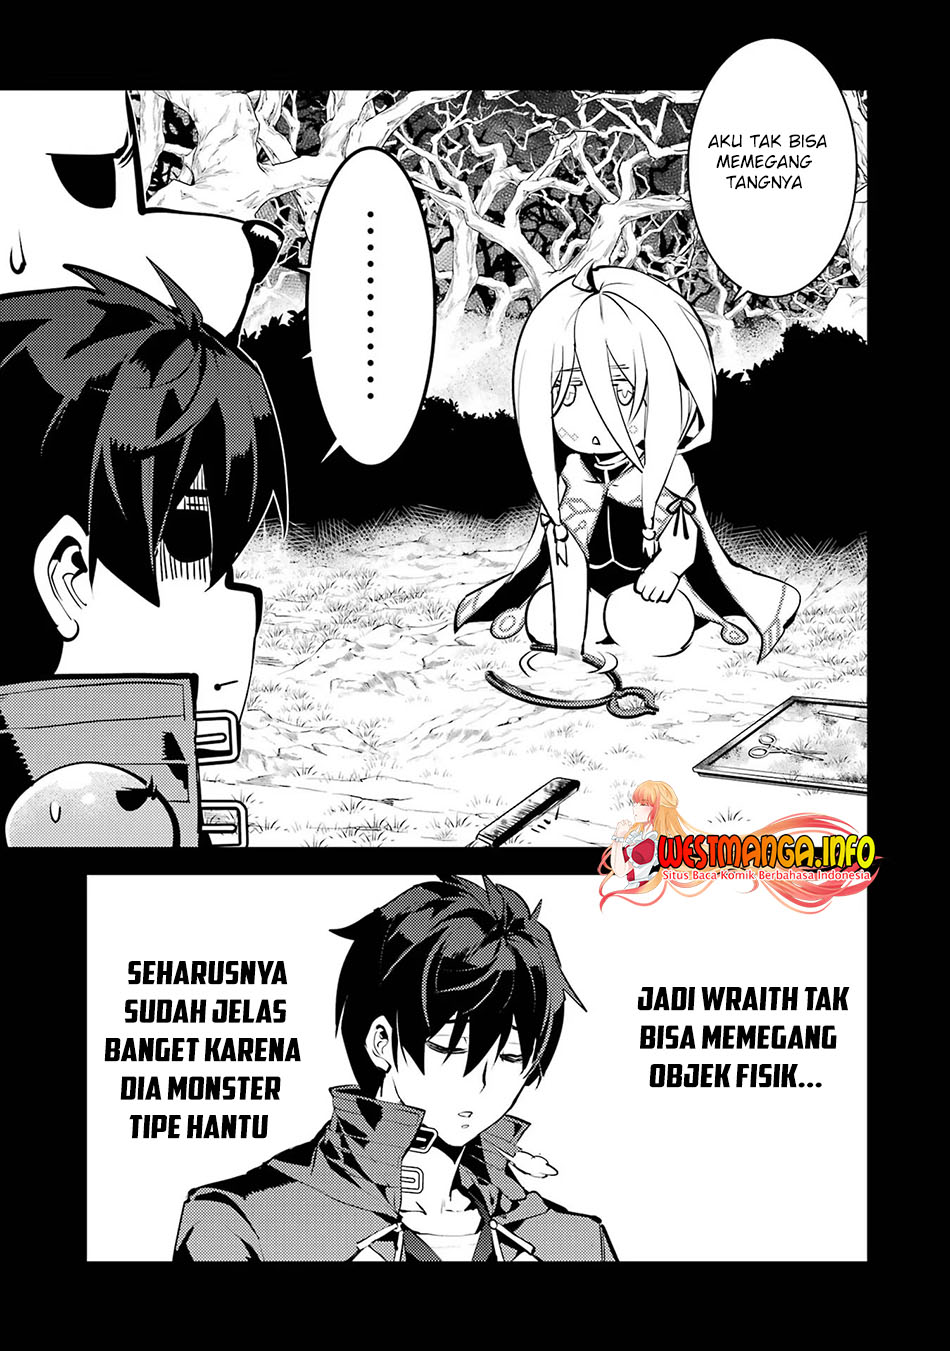 AKU TAK BISA
MEMEGANG
TANGNYA
...........
WESTMANGA.INFO
Situs Baca Komik Berbahasa Indonesia
JADI WRAITH TAK
BISA MEMEGANG
OBJEK FISIK...
SEHARUSNYA
SUDAH JELAS
BANGET KARENA
DIA MONSTER
TIPE HANTU